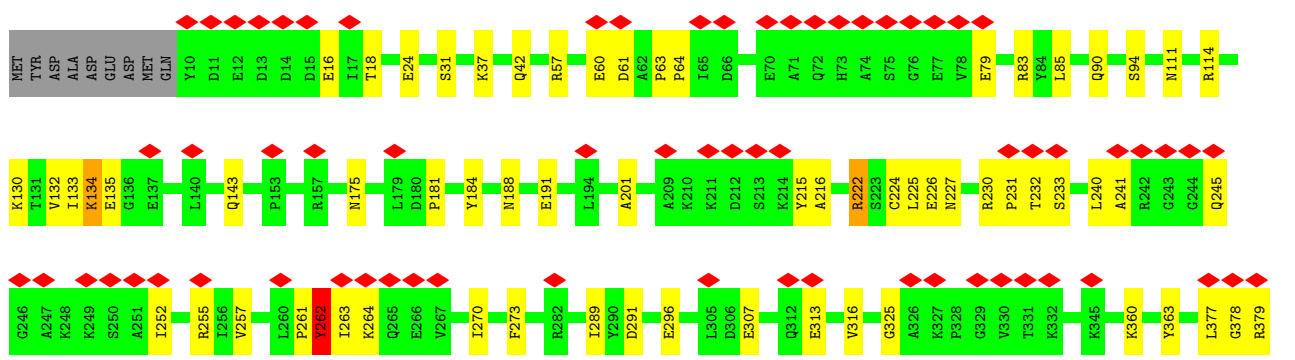 MET TYR ASP ALA ASP GLU ASP MET GLN Y10 D11 E12 D13 D14 D15 E16 I17 T18 E24 S31 K37 Q42 R57 E60 D61 A62 P63 P64 I65 D66 E70 A71 Q72 H73 A74 S75 G76 E77 V78 E79 R83 Y84 L85 Q90 S94 N111 R114
K130 T131 V132 I133 K134 E135 G136 E137 L140 Q143 P153 R157 N175 L179 D180 P181 Y184 N188 E191 L194 A201 A209 K210 K211 D212 S213 K214 Y215 A216 R222 S223 C224 L225 E226 N227 R230 P231 T232 S233 L240 A241 R242 G243 G244 Q245
G246 A247 K248 K249 S250 A251 I252 R255 I256 V257 L260 P261 Y262 I263 K264 Q265 E266 V267 I270 F273 R282 I289 Y290 D291 E296 L305 D306 E307 Q312 E313 V316 G325 A326 K327 P328 G329 V330 T331 K332 K345 K360 Y363 L377 G378 R379